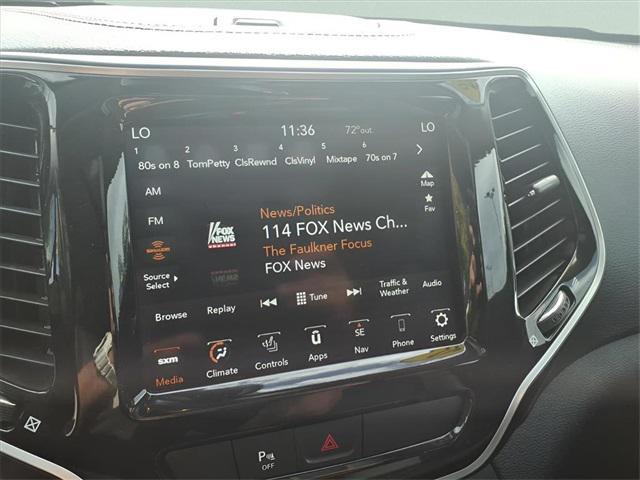 LO 11:36 72° out. LO
1 2 3 4 5 6
80s on 8 TomPetty ClsRewnd ClsVinyl Mixtape 70s on 7
AM
Map
FM
Fav
FOX
NEWS
channel
News/Politics
114 FOX News Ch...
The Faulkner Focus
FOX News
Source
Select
Browse Replay Tune Traffic &
Weather Audio
sxm
Media
Climate
Controls
Apps
SE
Nav
Phone
Settings
P
OFF